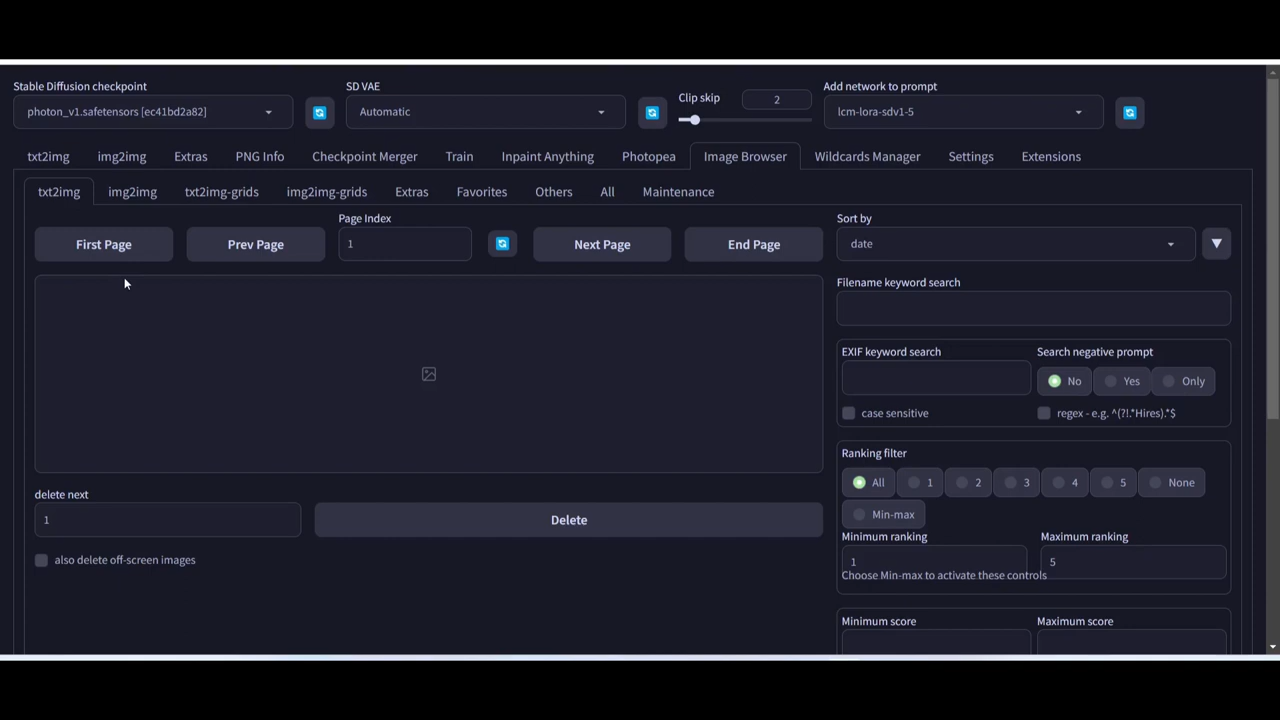 Stable Diffusion checkpoint
SD VAE
Clip skip
2
Add network to prompt
photon_v1.safetensors [ec41bd2a82]
Automatic
lcm-lora-sdv1-5
txt2img img2img Extras PNG Info Checkpoint Merger Train Inpaint Anything Photopea Image Browser Wildcards Manager Settings Extensions
txt2img img2img txt2img-grids img2img-grids Extras Favorites Others All Maintenance
First Page
Prev Page
Page Index
1
Next Page
End Page
Sort by
date
▼
Filename keyword search
EXIF keyword search
Search negative prompt
No Yes Only
case sensitive
regex - e.g. ^(?!.*Hires).*$
Ranking filter
All 1 2 3 4 5 None
Min-max
Minimum ranking
Maximum ranking
1
5
Choose Min-max to activate these controls
delete next
1
Delete
also delete off-screen images
Minimum score
Maximum score